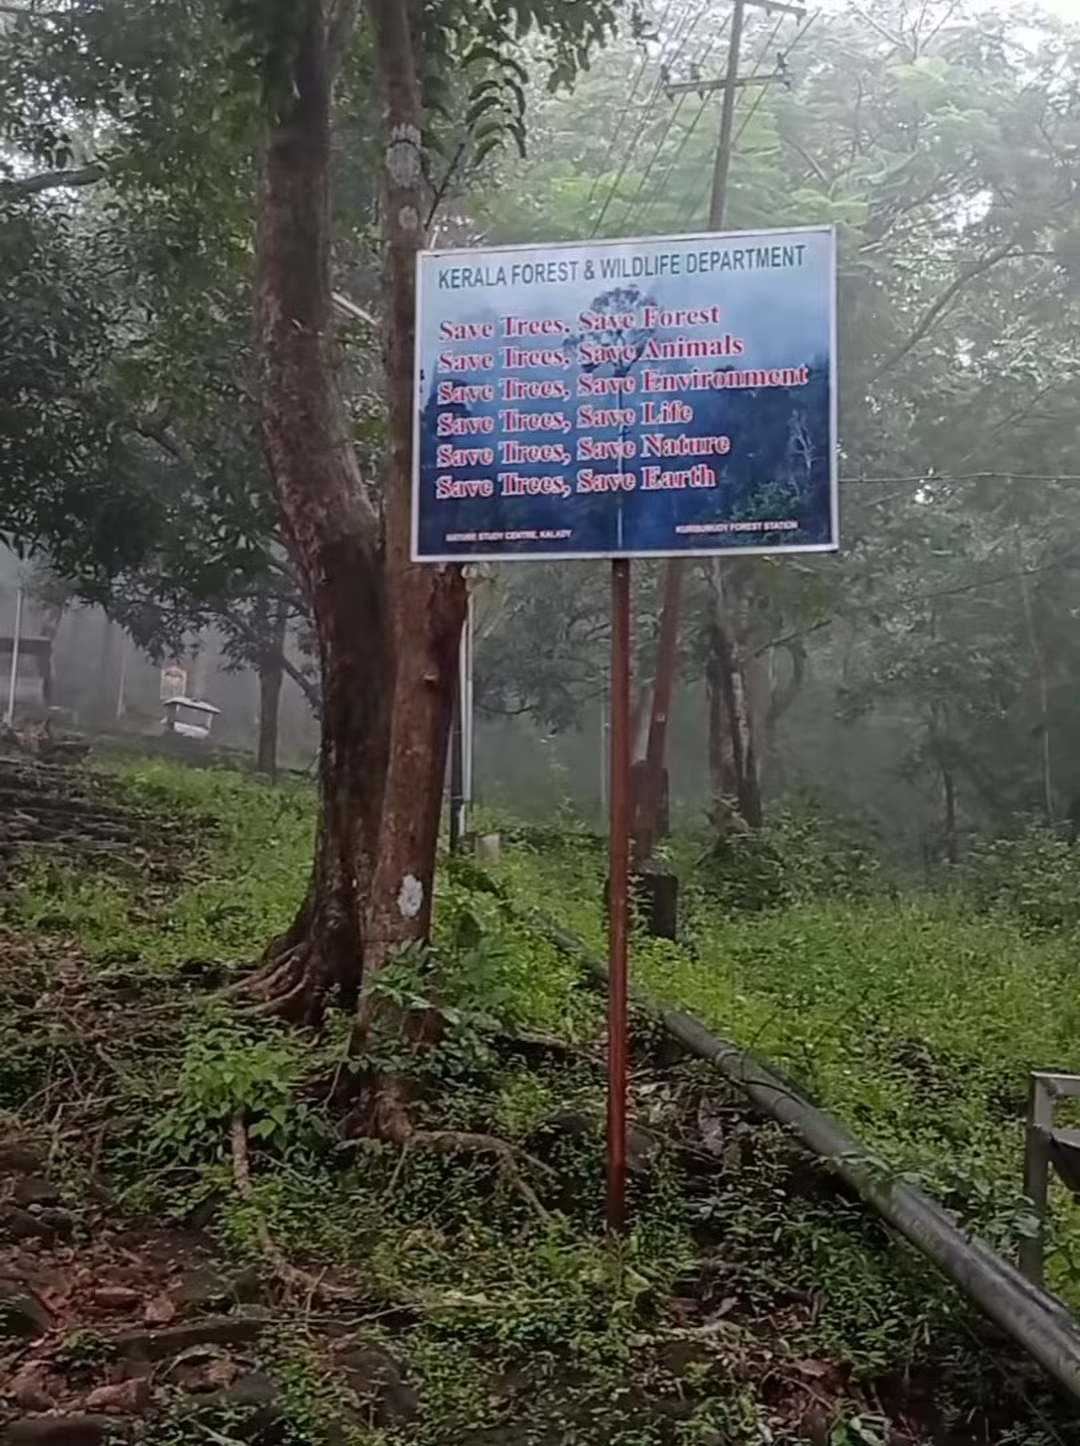 KERALA FOREST & WILDLIFE DEPARTMENT
Save Trees, Save Forest
Save Trees, Save Animals
Save Trees, Save Environment
Save Trees, Save Life
Save Trees, Save Nature
Save Trees, Save Earth
NATURE STUDY CENTRE, KALADY
KURISUMUDY FOREST STATION